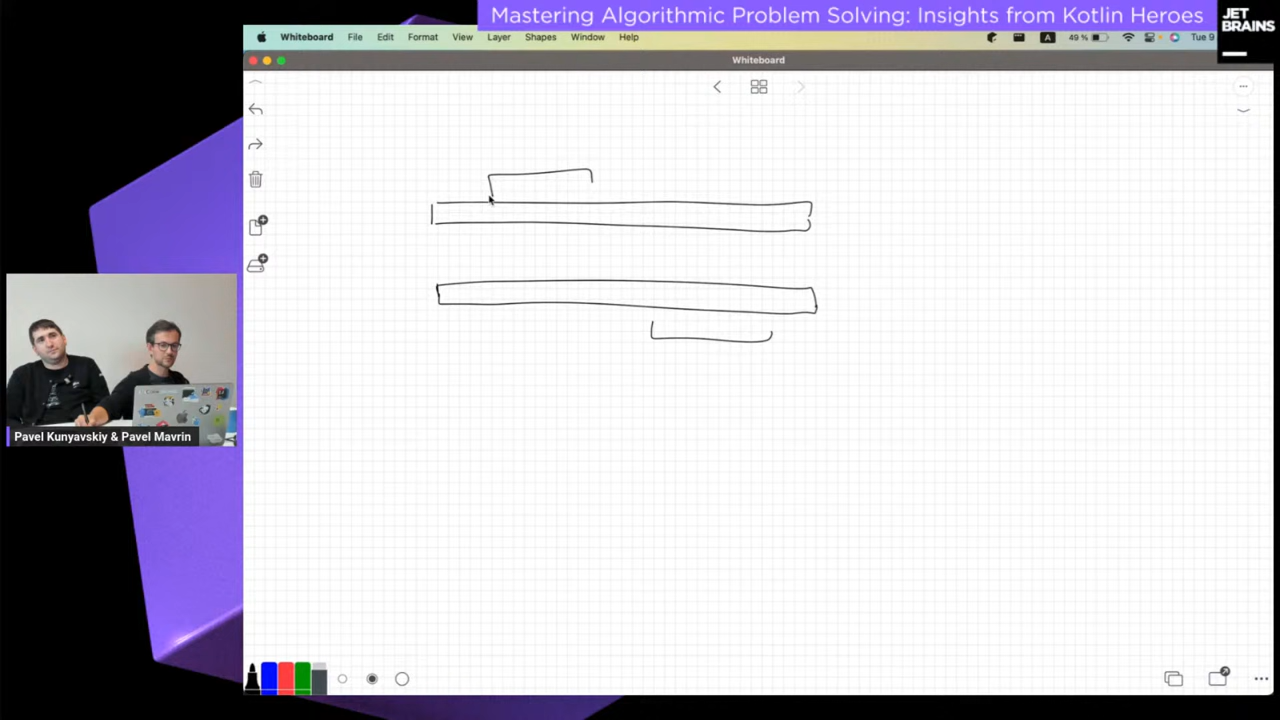 Mastering Algorithmic Problem Solving: Insights from Kotlin Heroes
JET
BRAINS
Whiteboard File Edit Format View Layer Shapes Window Help
A 49 % Tue 9
Whiteboard
Pavel Kunyavskiy & Pavel Mavrin